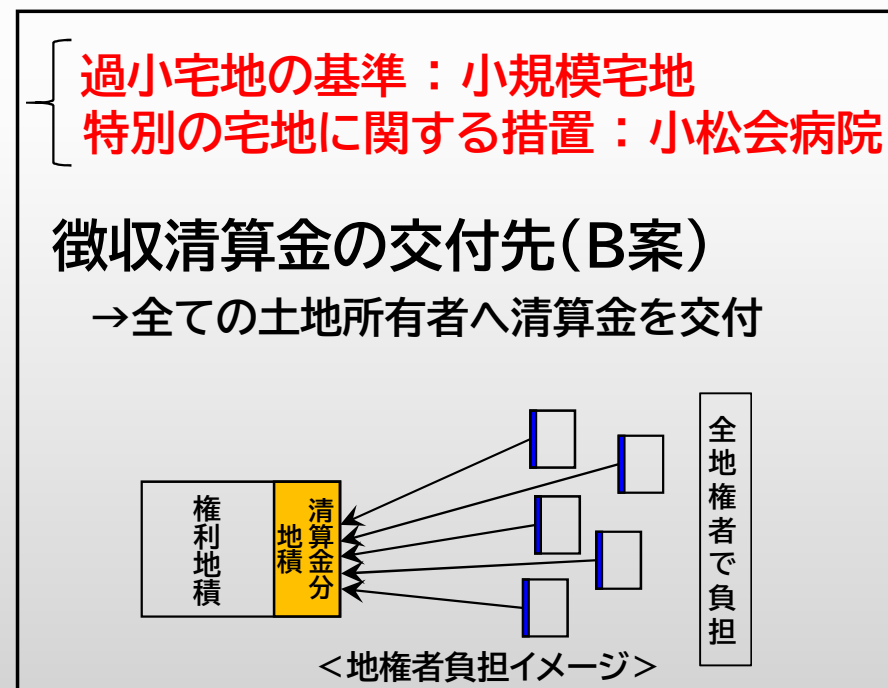 過小宅地の基準：小規模宅地
特別の宅地に関する措置：小松会病院
徴収清算金の交付先(B案)
→全ての土地所有者へ清算金を交付
権利地積
清算金分
地積
全地権者で負担
＜地権者負担イメージ＞